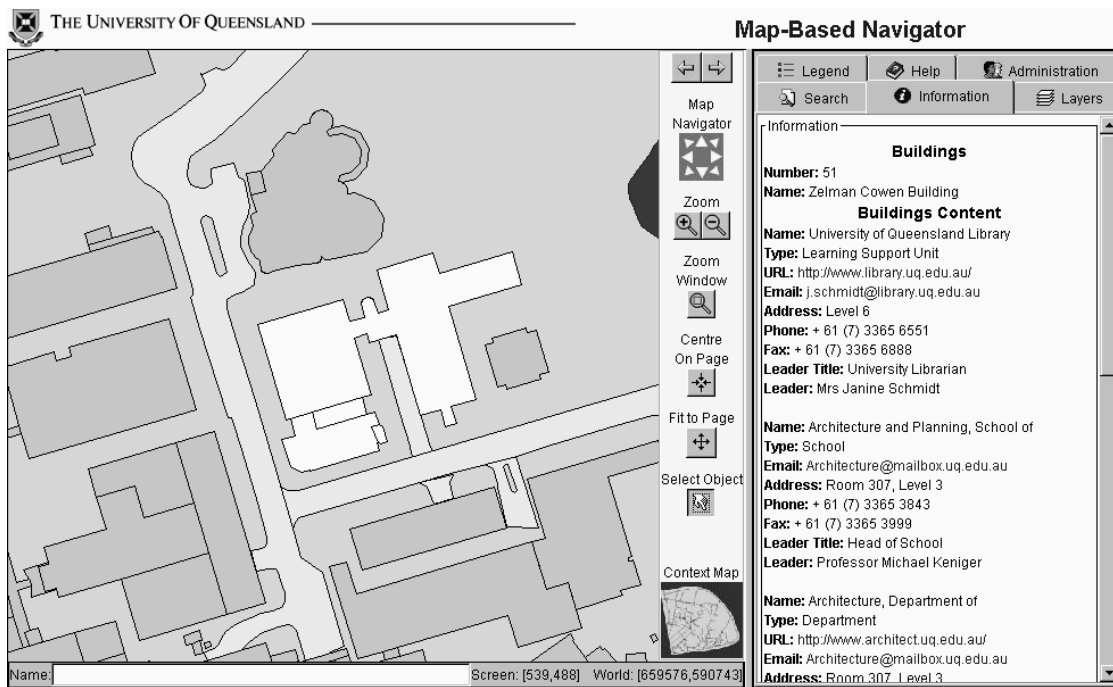 THE UNIVERSITY OF QUEENSLAND
Map-Based Navigator
Map
Navigator
Zoom
Zoom
Window
Centre
On Page
Fit to Page
Select Object
Context Map
Name:
Screen: [539,488] World: [659576,590743]
Legend Help Administration
Search Information Layers
Information
Buildings
Number: 51
Name: Zelman Cowen Building
Buildings Content
Name: University of Queensland Library
Type: Learning Support Unit
URL: http://www.library.uq.edu.au/
Email: j.schmidt@library.uq.edu.au
Address: Level 6
Phone: + 61 (7) 3365 6551
Fax: + 61 (7) 3365 6888
Leader Title: University Librarian
Leader: Mrs Janine Schmidt
Name: Architecture and Planning, School of
Type: School
Email: Architecture@mailbox.uq.edu.au
Address: Room 307, Level 3
Phone: + 61 (7) 3365 3843
Fax: + 61 (7) 3365 3999
Leader Title: Head of School
Leader: Professor Michael Keniger
Name: Architecture, Department of
Type: Department
URL: http://www.architect.uq.edu.au/
Email: Architecture@mailbox.uq.edu.au
Address: Room 307, Level 3